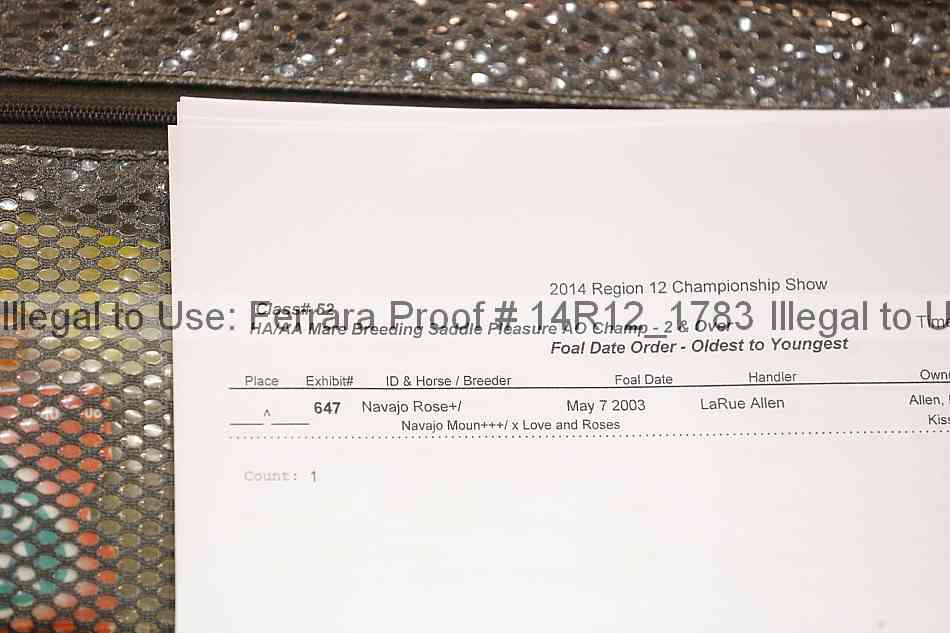 2014 Region 12 Championship Show
Class# 52
Illegal to Use: Ferrara Proof # 14R12_1783 Illegal to U
Time
HA/AA Mare Breeding Saddle Pleasure AO Champ - 2 & Over
Foal Date Order - Oldest to Youngest
Place Exhibit# ID & Horse / Breeder Foal Date Handler Owne
^ 647 Navajo Rose+/ May 7 2003 LaRue Allen Allen,
Navajo Moun+++/ x Love and Roses Kiss
Count: 1